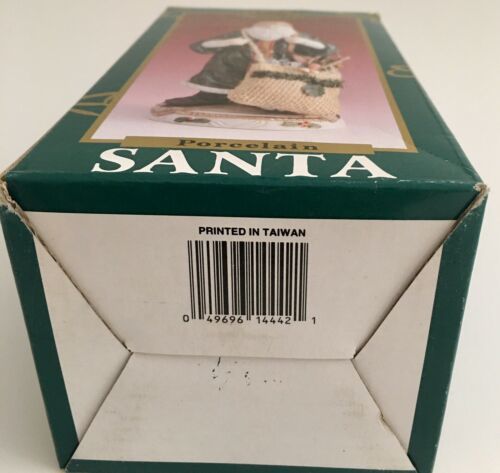 Porcelain
SANTA
PRINTED IN TAIWAN
0 49696 14442 1